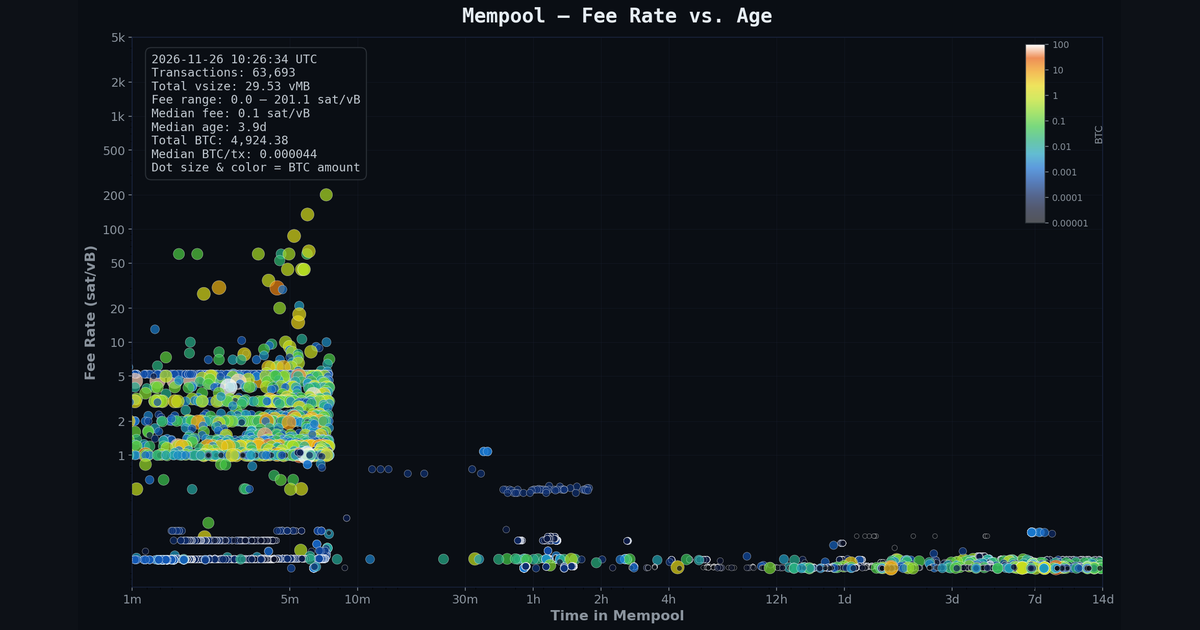 Mempool — Fee Rate vs. Age
2026-11-26 10:26:34 UTC
Transactions: 63,693
Total vsize: 29.53 vMB
Fee range: 0.0 — 201.1 sat/vB
Median fee: 0.1 sat/vB
Median age: 3.9d
Total BTC: 4,924.38
Median BTC/tx: 0.000044
Dot size & color = BTC amount
Fee Rate (sat/vB)
5k
2k
1k
500
200
100
50
20
10
5
2
1
100
10
1
0.1
0.01
0.001
0.0001
0.00001
BTC
1m
5m
10m
30m
1h
2h
4h
12h
1d
3d
7d
14d
Time in Mempool